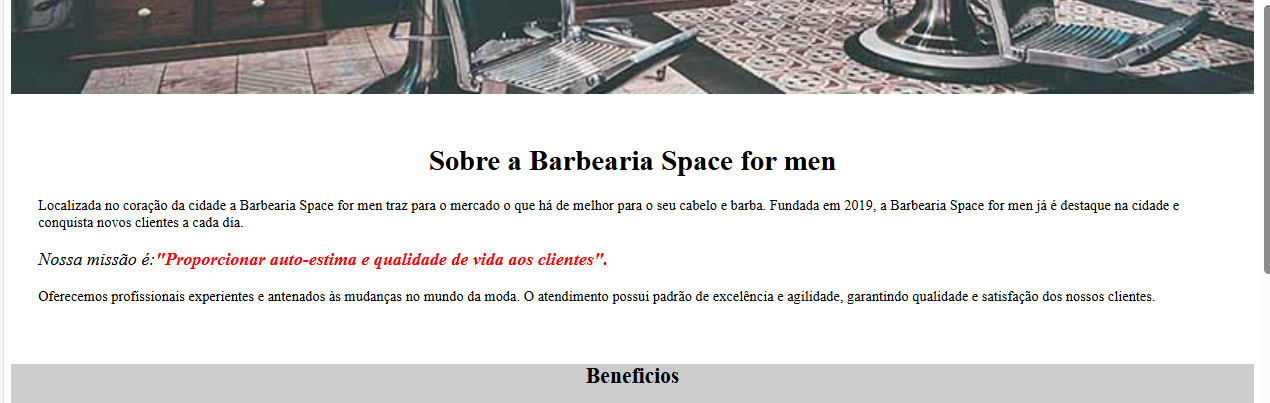 Sobre a Barbearia Space for men
Localizada no coração da cidade a Barbearia Space for men traz para o mercado o que há de melhor para o seu cabelo e barba. Fundada em 2019, a Barbearia Space for men já é destaque na cidade e
conquista novos clientes a cada dia.
Nossa missão é:"Proporcionar auto-estima e qualidade de vida aos clientes".
Oferecemos profissionais experientes e antenados às mudanças no mundo da moda. O atendimento possui padrão de excelência e agilidade, garantindo qualidade e satisfação dos nossos clientes.
Beneficios